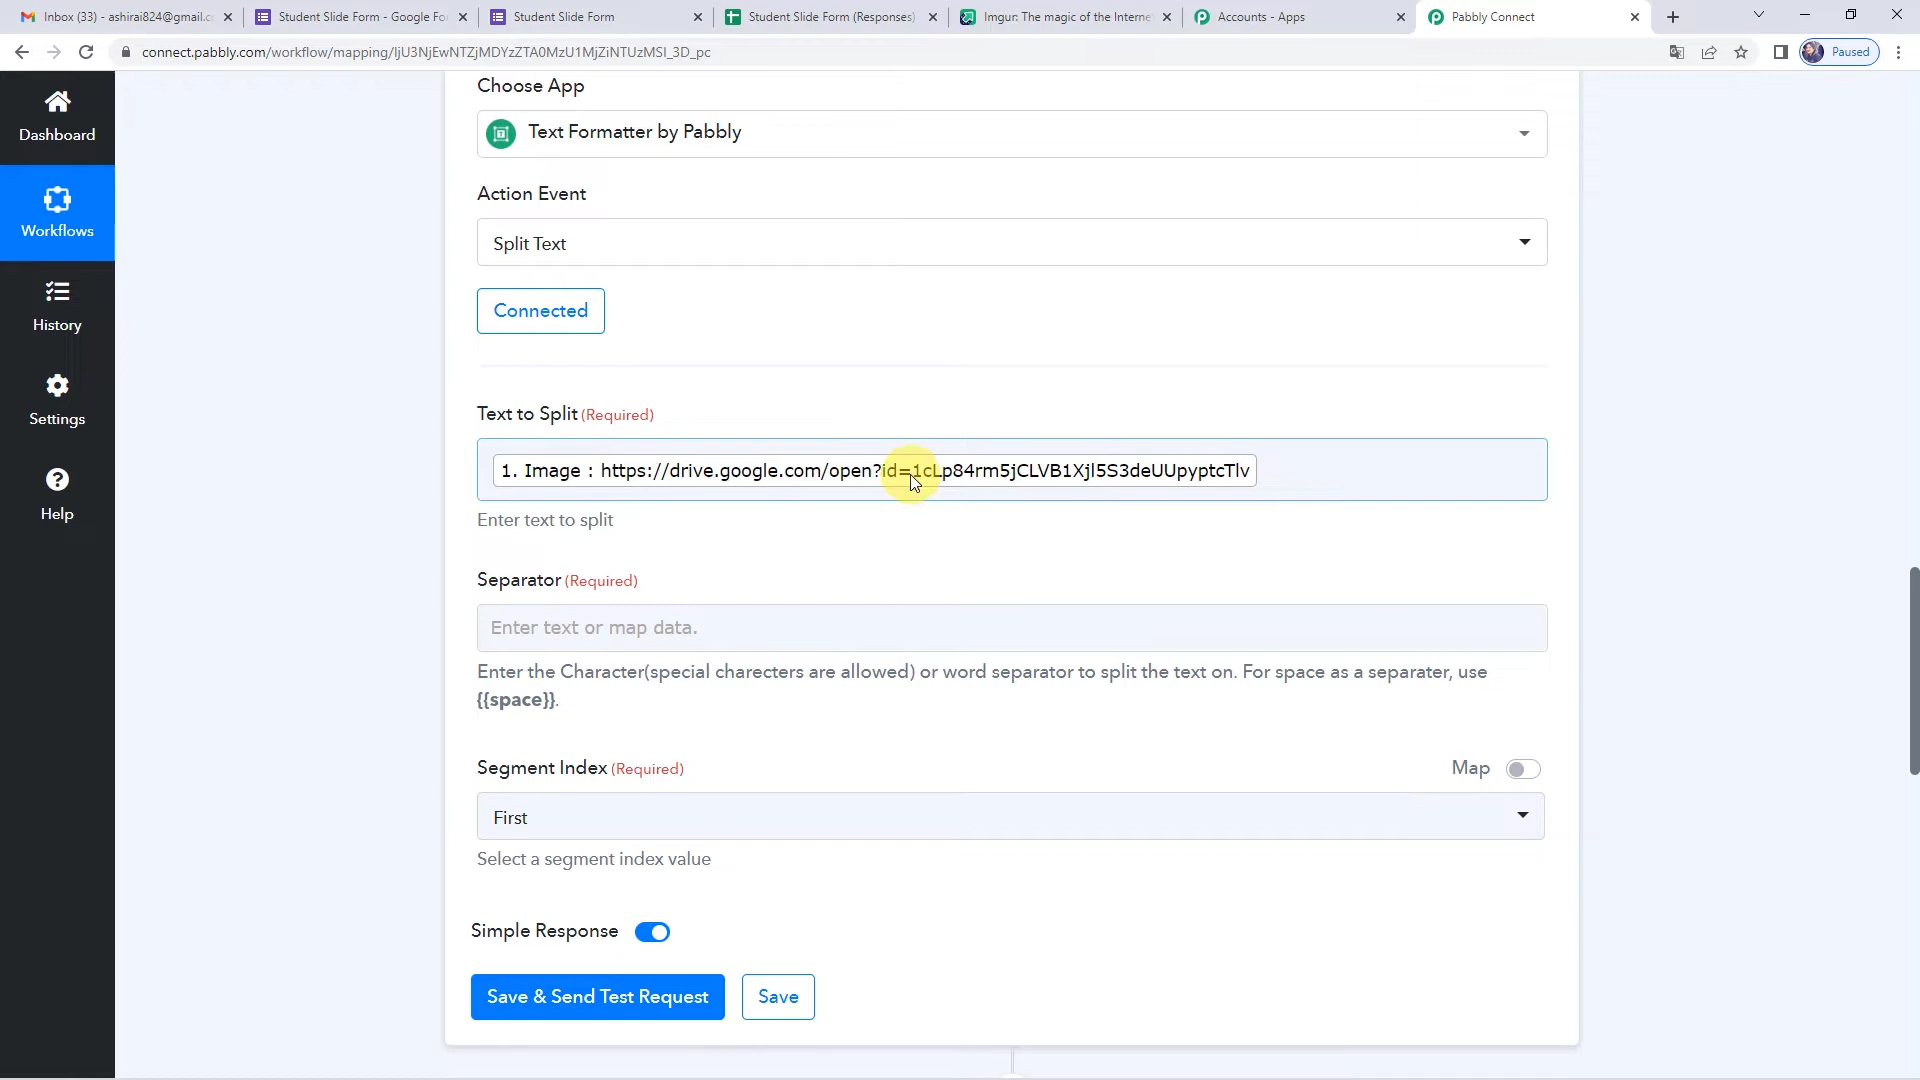 Inbox (33) - ashirai824@gmail.c
Student Slide Form - Google Fo
Student Slide Form
Student Slide Form (Responses)
Imgur: The magic of the Interne
Accounts - Apps
Pabbly Connect
connect.pabbly.com/workflow/mapping/IjU3NjEwNTZjMDYzZTA0MzU1MjZiNTUzMSI_3D_pc
Paused
Choose App
Dashboard
Text Formatter by Pabbly
Action Event
Workflows
Split Text
Connected
History
Settings
Text to Split (Required)
1. Image : https://drive.google.com/open?id=1cLp84rm5jCLVB1Xjl5S3deUUpyptcTlv
Help
Enter text to split
Separator (Required)
Enter text or map data.
Enter the Character(special charecters are allowed) or word separator to split the text on. For space as a separater, use
{{space}}.
Segment Index (Required)
Map
First
Select a segment index value
Simple Response
Save & Send Test Request
Save